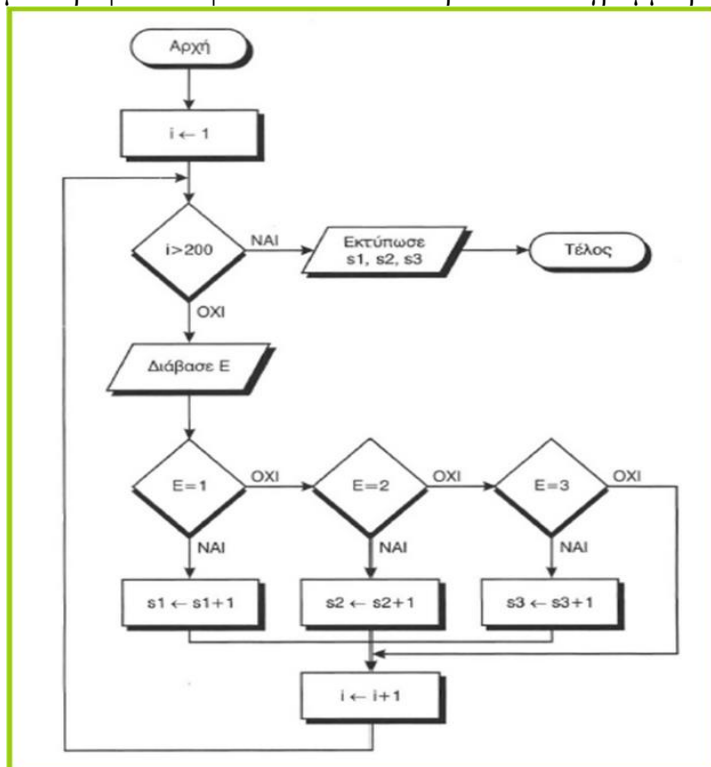 Αρχή
i ← 1
i>200
ΝΑΙ
Εκτύπωσε
s1, s2, s3
Τέλος
ΟΧΙ
Διάβασε Ε
Ε=1
ΟΧΙ
Ε=2
ΟΧΙ
Ε=3
ΟΧΙ
ΝΑΙ
ΝΑΙ
ΝΑΙ
s1 ← s1+1
s2 ← s2+1
s3 ← s3+1
i ← i+1